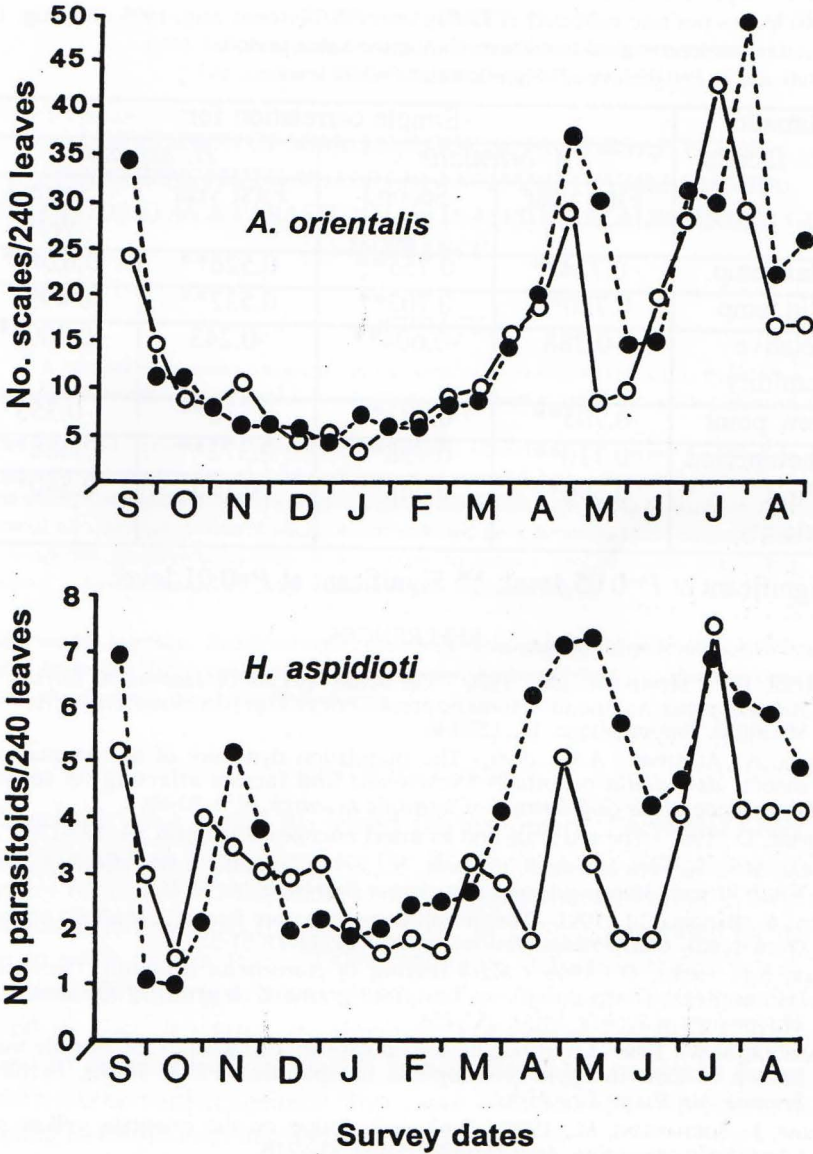 50
45
40
35
30
25
20
15
10
5
No. scales/240 leaves
A. orientalis
S O N D J F M A M J J A
8
7
6
5
4
3
2
1
0
No. parasitoids/240 leaves
H. aspidioti
S O N D J F M A M J J A
Survey dates